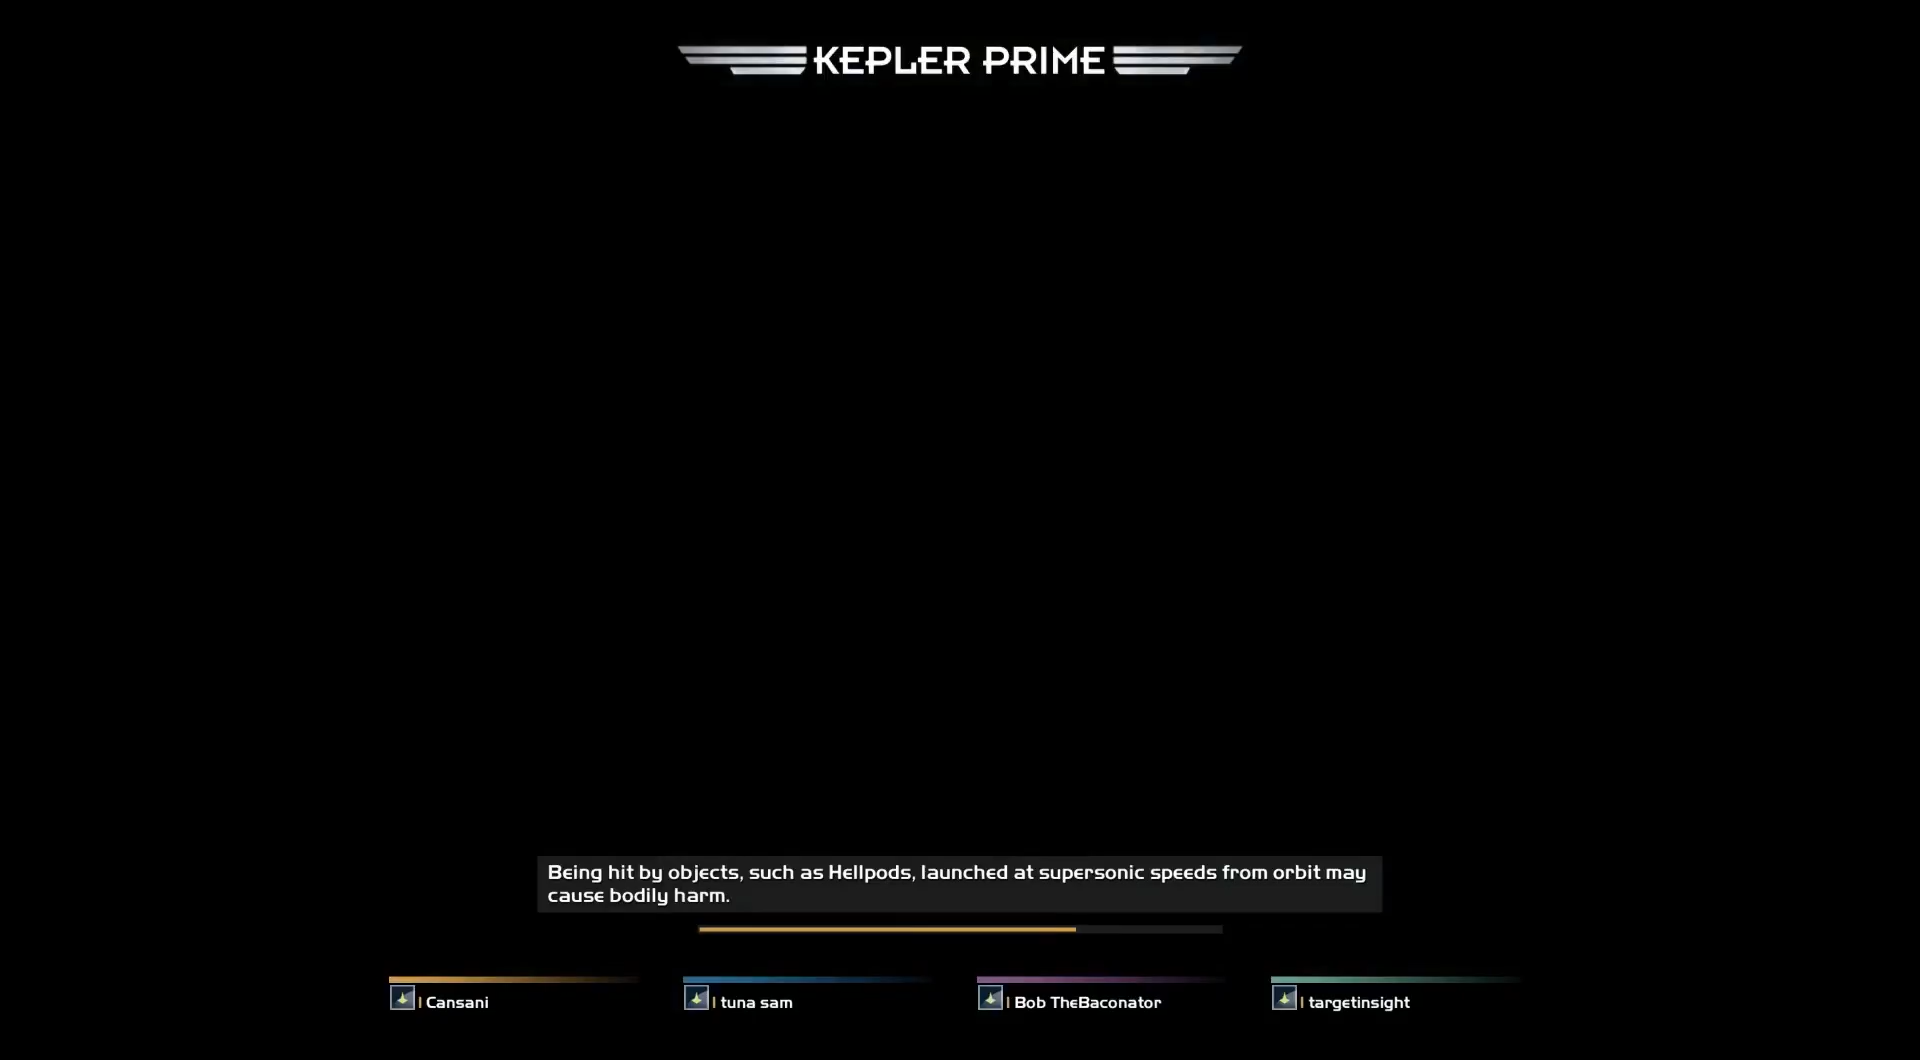 KEPLER PRIME
Being hit by objects, such as Hellpods, launched at supersonic speeds from orbit may
cause bodily harm.
| Cansani
| tuna sam
| Bob TheBaconator
| targetinsight